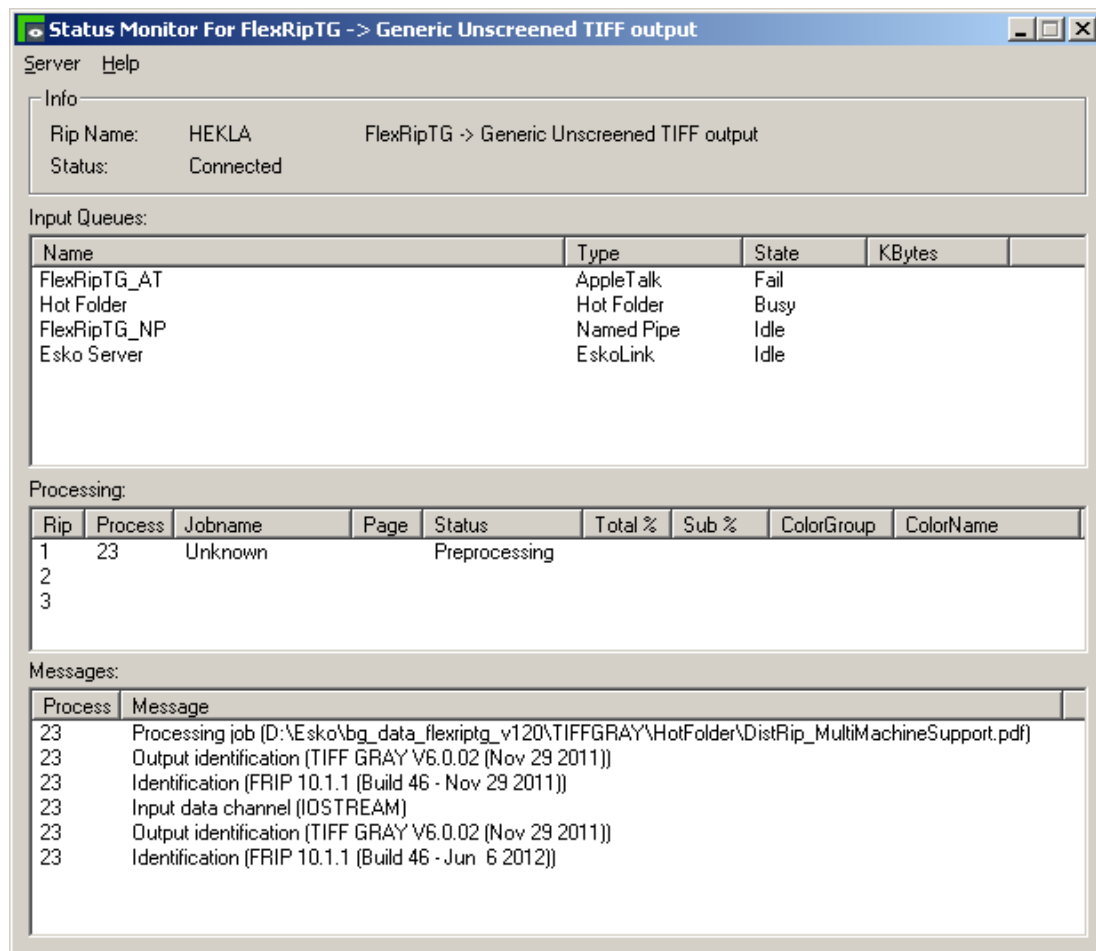 Status Monitor For FlexRipTG -> Generic Unscreened TIFF output
Server Help
Info
Rip Name: HEKLA FlexRipTG -> Generic Unscreened TIFF output
Status: Connected
Input Queues:
Name Type State KBytes
FlexRipTG_AT AppleTalk Fail
Hot Folder Hot Folder Busy
FlexRipTG_NP Named Pipe Idle
Esko Server EskoLink Idle
Processing:
Rip Process Jobname Page Status Total % Sub % ColorGroup ColorName
1 23 Unknown Preprocessing
2
3
Messages:
Process Message
23 Processing job (D:\Esko\bg_data_flexriptg_v120\TIFFGRAY\HotFolder\DistRip_MultiMachineSupport.pdf)
23 Output identification (TIFF GRAY V6.0.02 (Nov 29 2011))
23 Identification (FRIP 10.1.1 (Build 46 - Nov 29 2011))
23 Input data channel (IOSTREAM)
23 Output identification (TIFF GRAY V6.0.02 (Nov 29 2011))
23 Identification (FRIP 10.1.1 (Build 46 - Jun  6 2012))